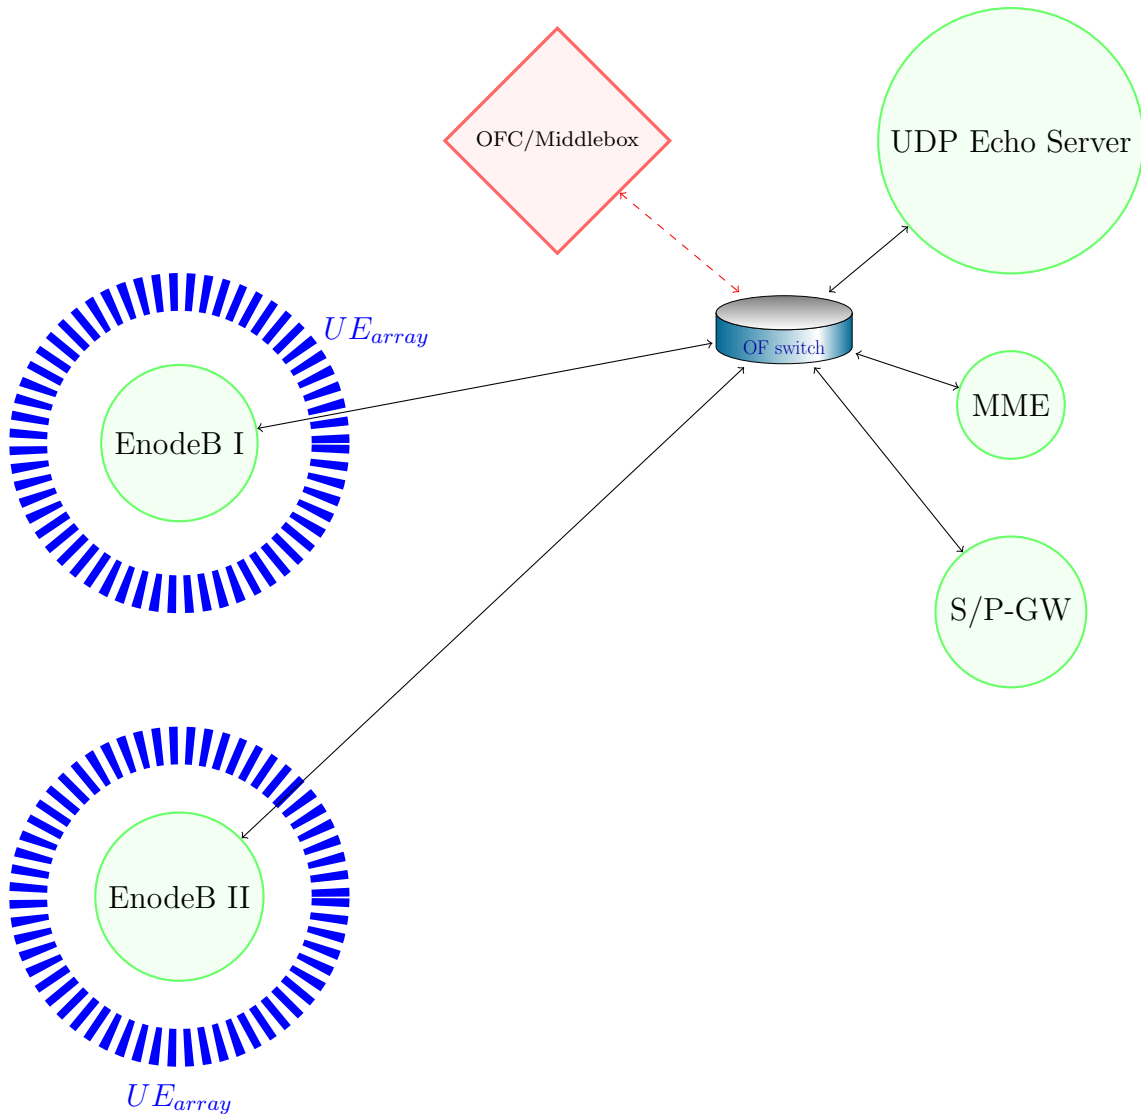 OFC/Middlebox
UDP Echo Server
UE_array
OF switch
MME
EnodeB I
S/P-GW
EnodeB II
UE_array